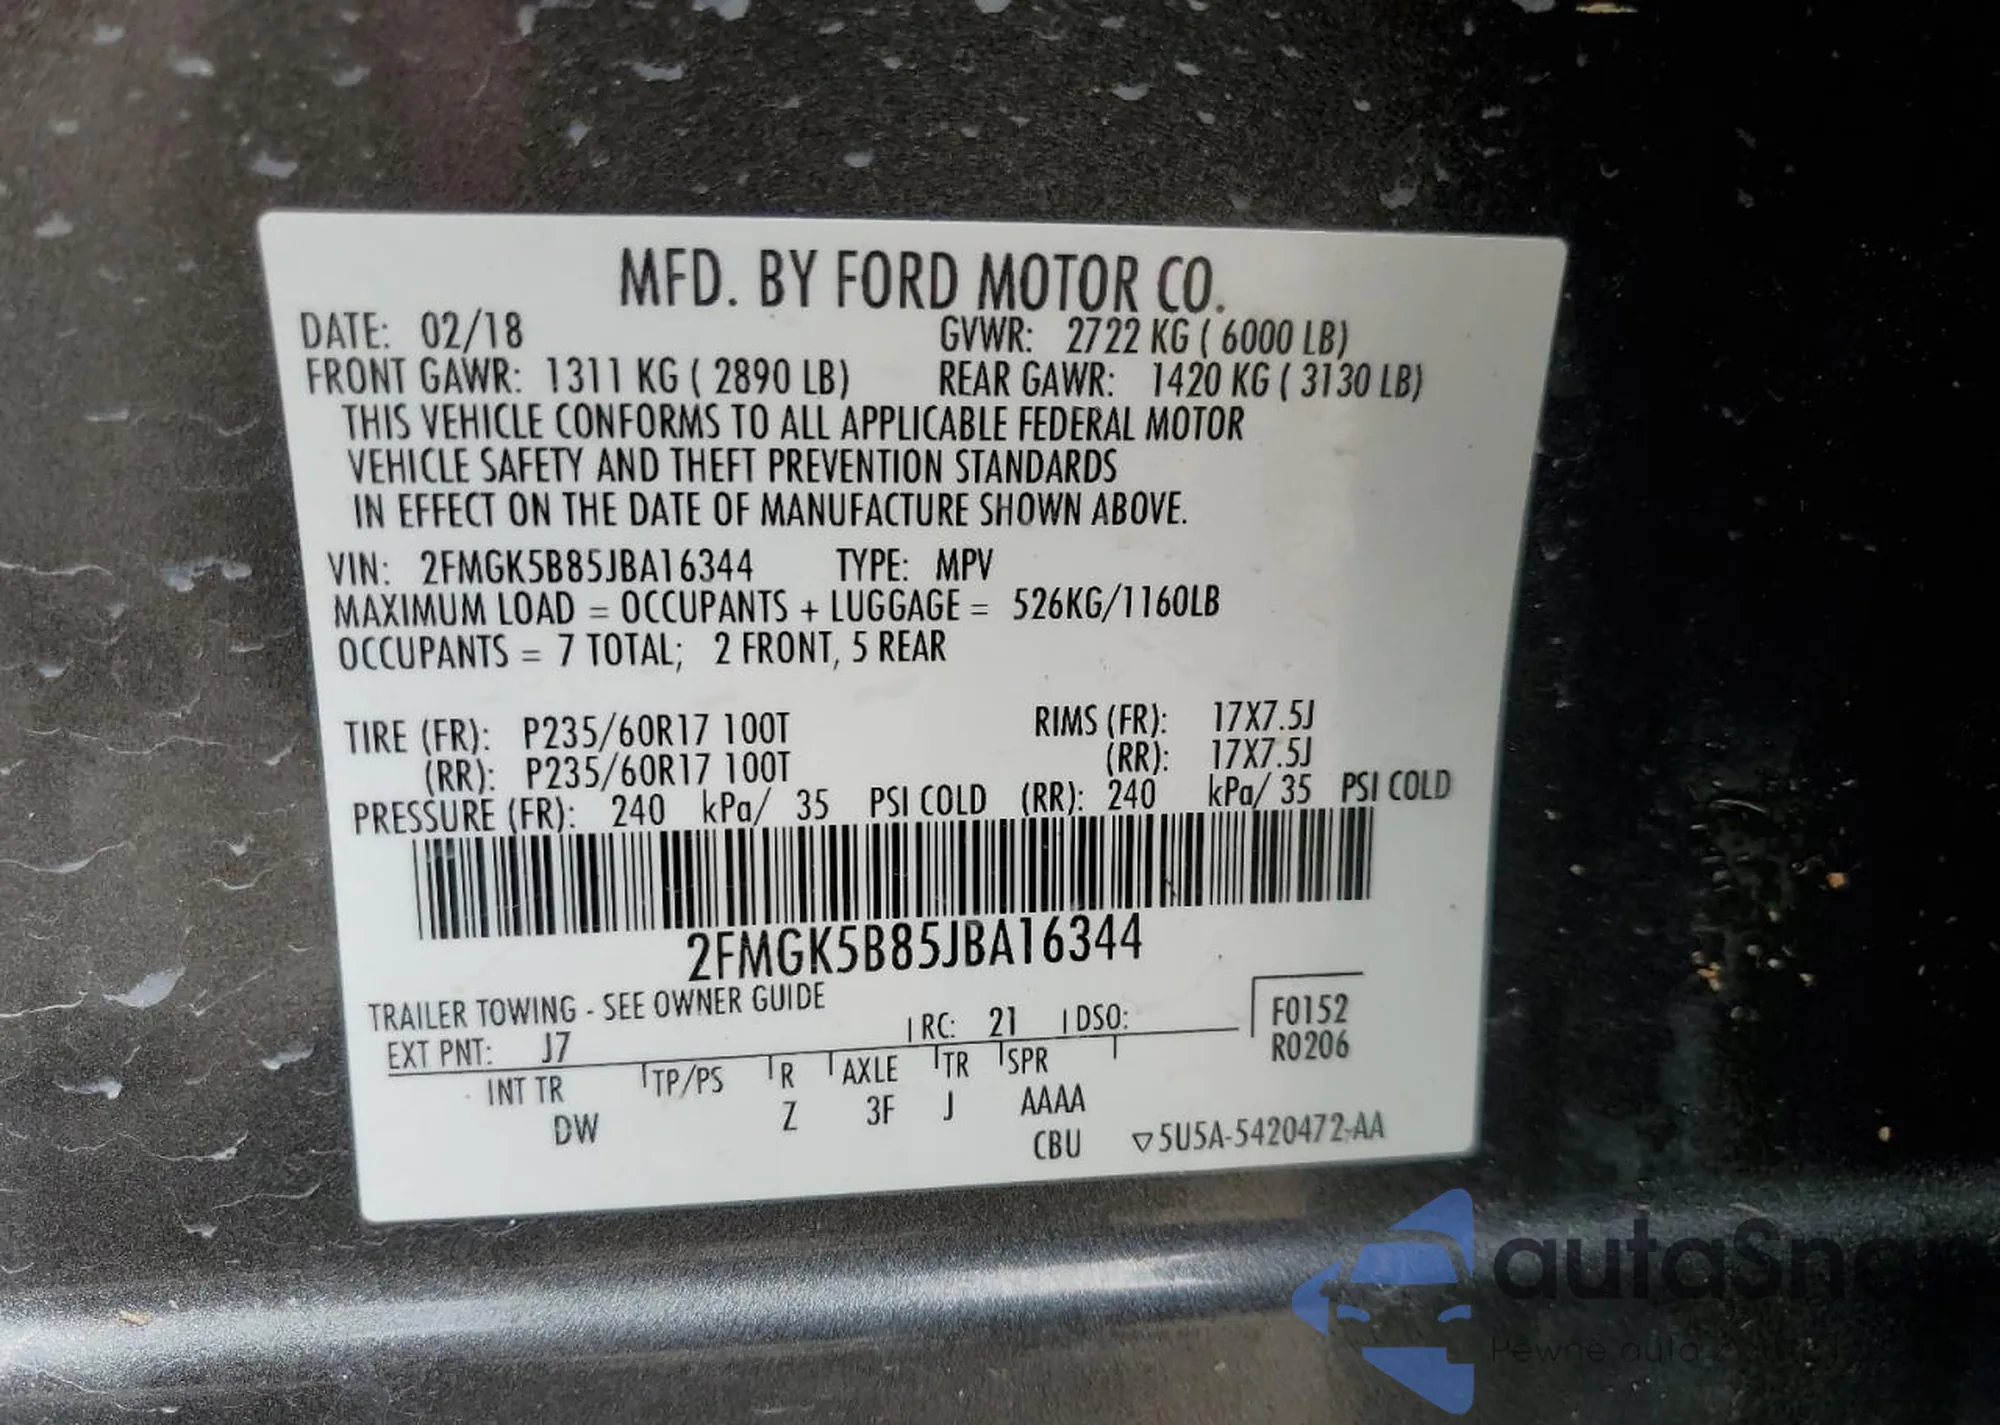 MFD. BY FORD MOTOR CO.
DATE: 02/18 GVWR: 2722 KG ( 6000 LB)
FRONT GAWR: 1311 KG ( 2890 LB) REAR GAWR: 1420 KG ( 3130 LB)
THIS VEHICLE CONFORMS TO ALL APPLICABLE FEDERAL MOTOR
VEHICLE SAFETY AND THEFT PREVENTION STANDARDS
IN EFFECT ON THE DATE OF MANUFACTURE SHOWN ABOVE.
VIN: 2FMGK5B85JBA16344 TYPE: MPV
MAXIMUM LOAD = OCCUPANTS + LUGGAGE = 526KG/1160LB
OCCUPANTS = 7 TOTAL; 2 FRONT, 5 REAR
TIRE (FR): P235/60R17 100T RIMS (FR): 17X7.5J
(RR): P235/60R17 100T (RR): 17X7.5J
PRESSURE (FR): 240 kPa/ 35 PSI COLD (RR): 240 kPa/ 35 PSI COLD
2FMGK5B85JBA16344
TRAILER TOWING - SEE OWNER GUIDE
EXT PNT: J7 RC: 21 DSO: F0152
R0206
INT TR TP/PS R AXLE TR SPR
DW Z 3F J AAAA
CBU ▽5U5A-5420472-AA
autaSn
Pewne auta